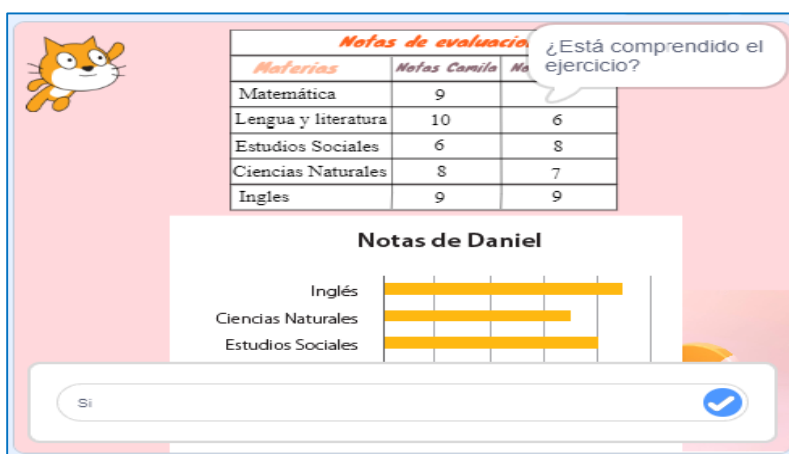 Notas de evaluacio
¿Está comprendido el
ejercicio?
Materias Notas Camila No
Matemática 9
Lengua y literatura 10 6
Estudios Sociales 6 8
Ciencias Naturales 8 7
Ingles 9 9
Notas de Daniel
Inglés
Ciencias Naturales
Estudios Sociales
Si